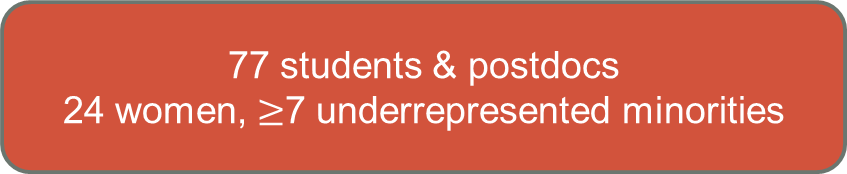 77 students & postdocs
24 women, ≥7 underrepresented minorities